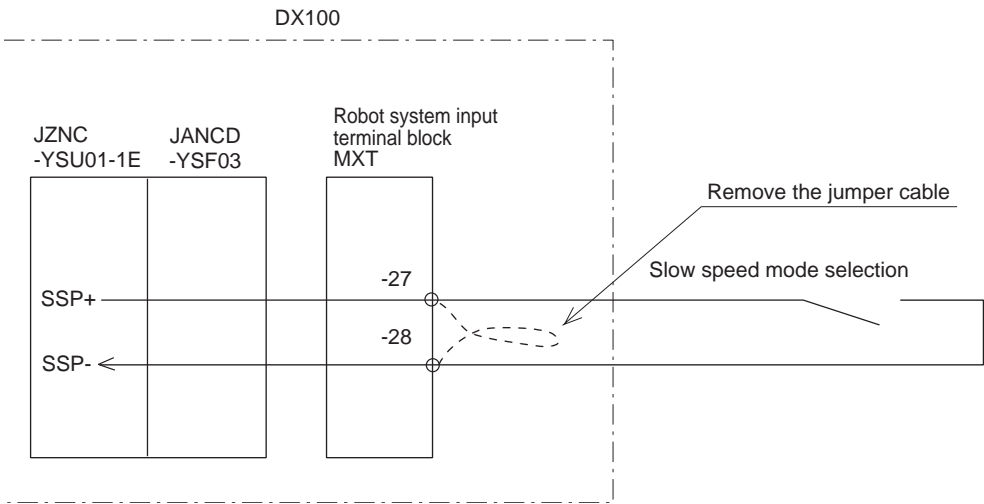 DX100
JZNC
-YSU01-1E
JANCD
-YSF03
Robot system input
terminal block
MXT
Remove the jumper cable
Slow speed mode selection
-27
SSP+
-28
SSP-